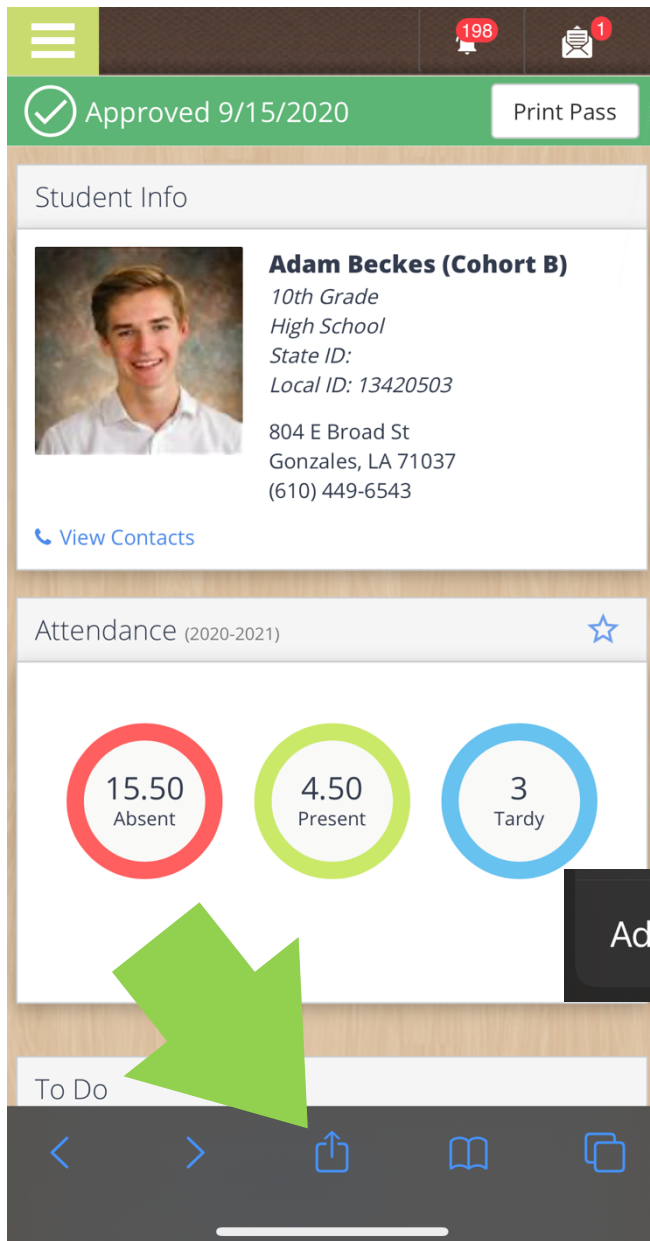 198
1
Approved 9/15/2020
Print Pass
Student Info
Adam Beckes (Cohort B)
10th Grade
High School
State ID:
Local ID: 13420503
804 E Broad St
Gonzales, LA 71037
(610) 449-6543
View Contacts
Attendance (2020-2021)
15.50
Absent
4.50
Present
3
Tardy
Ad
To Do